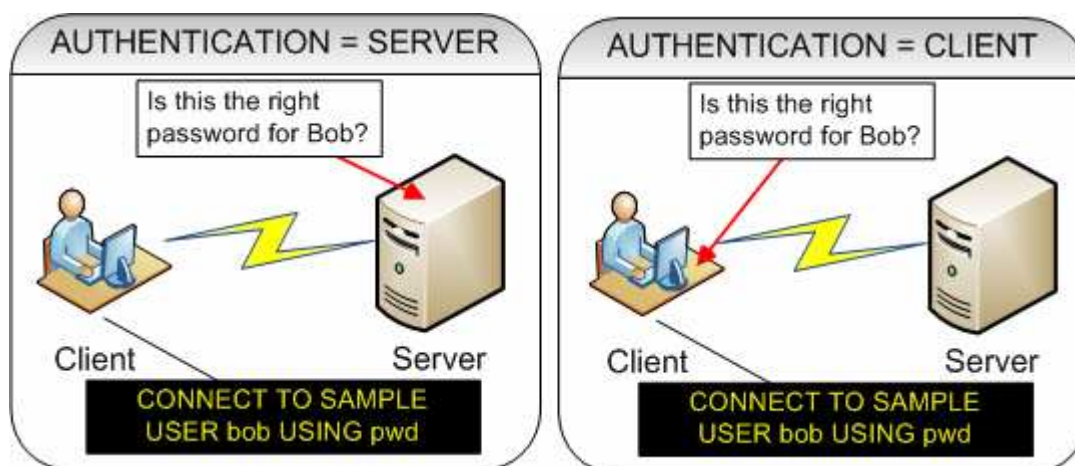 AUTHENTICATION = SERVER
Is this the right
password for Bob?
Client
Server
CONNECT TO SAMPLE
USER bob USING pwd
AUTHENTICATION = CLIENT
Is this the right
password for Bob?
Client
Server
CONNECT TO SAMPLE
USER bob USING pwd